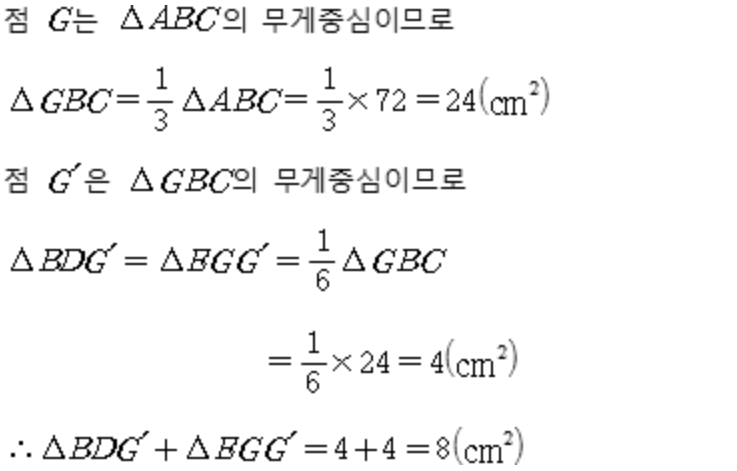 점 G는 △ABC의 무게중심이므로
△GBC=1/3△ABC=1/3×72=24(cm²)
점 G′은 △GBC의 무게중심이므로
△BDG′=△EGG′=1/6△GBC
=1/6×24=4(cm²)
∴△BDG′+△EGG′=4+4=8(cm²)